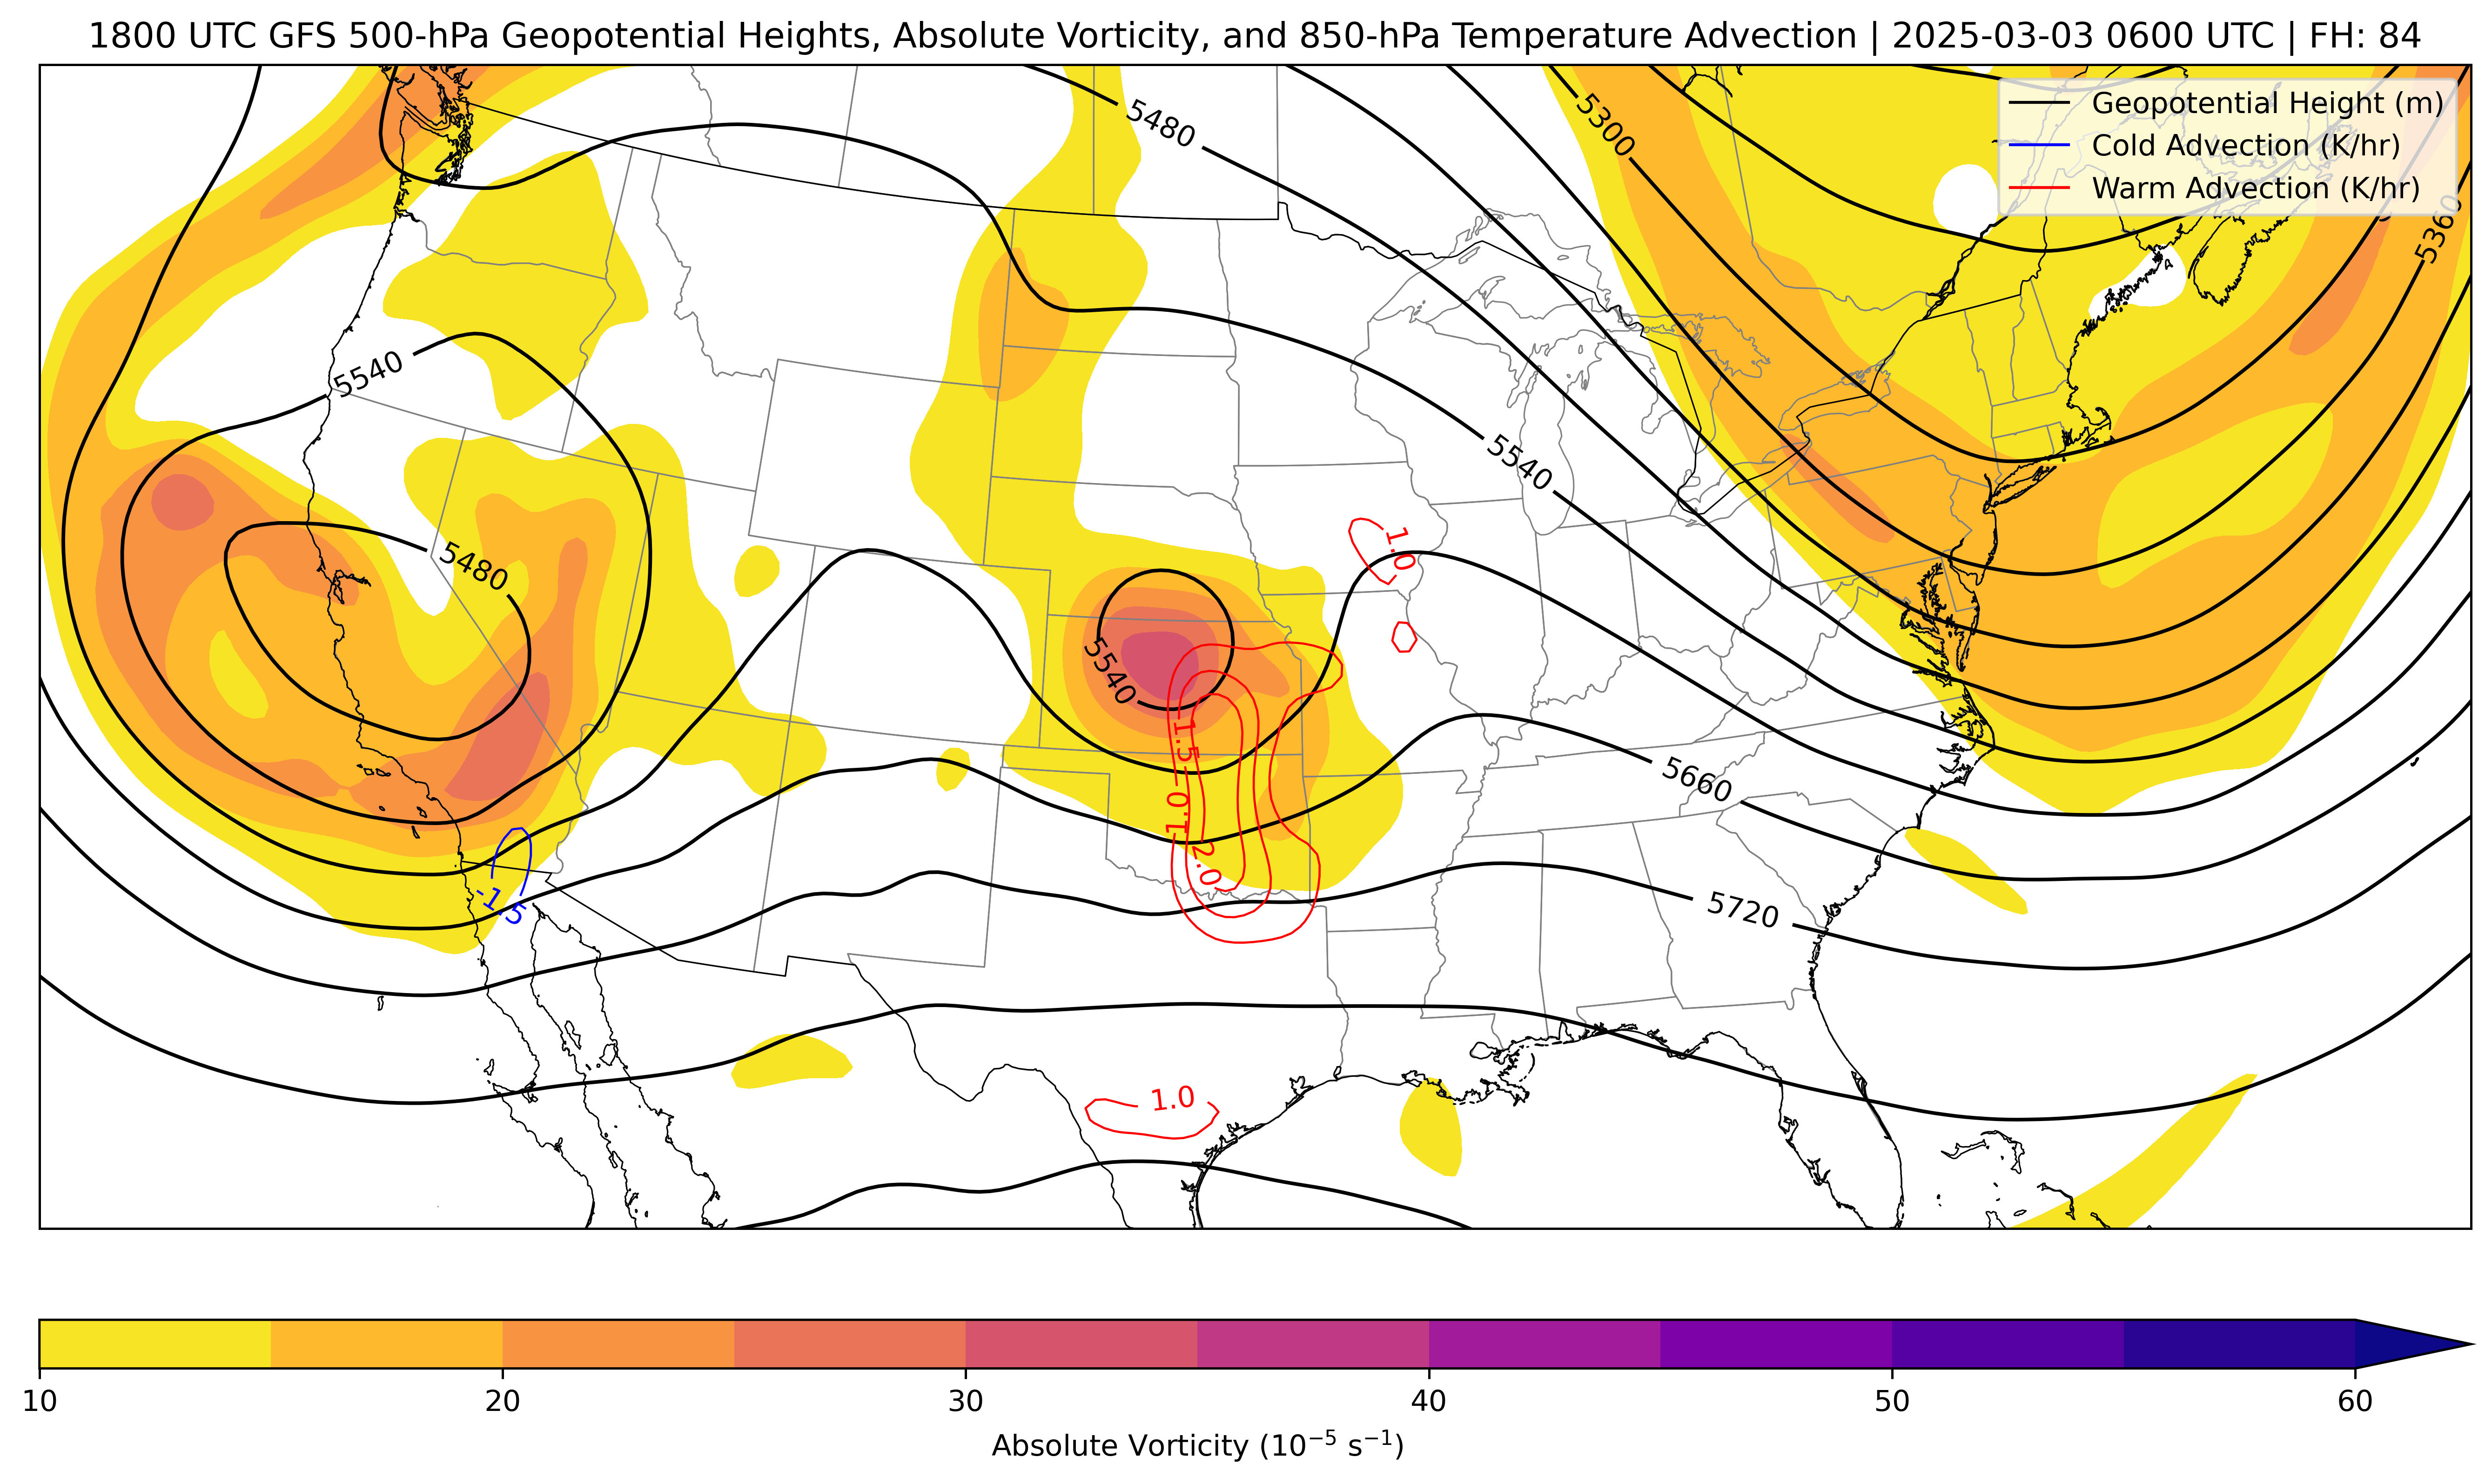 1800 UTC GFS 500-hPa Geopotential Heights, Absolute Vorticity, and 850-hPa Temperature Advection | 2025-03-03 0600 UTC | FH: 84
Geopotential Height (m)
Cold Advection (K/hr)
Warm Advection (K/hr)
5480
5300
5360
5540
5540
5480
1.0
5540
1.5
1.0
2.0
5660
-1.5
5720
1.0
10 20 30 40 50 60
Absolute Vorticity (10⁻⁵ s⁻¹)